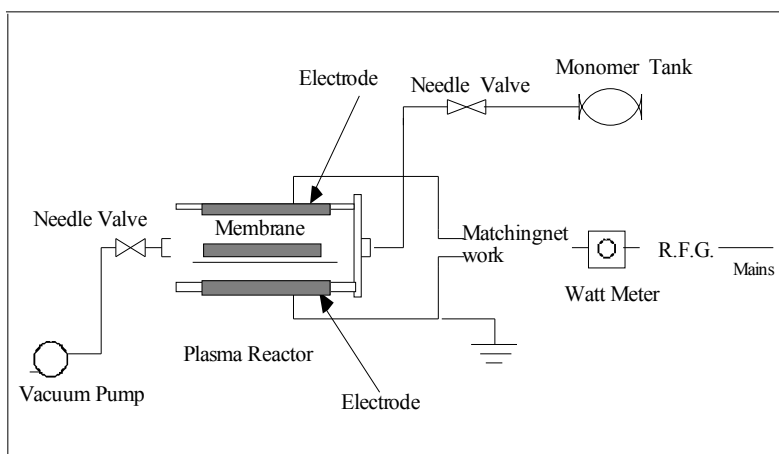 Monomer Tank
Needle Valve
Electrode
Needle Valve
Membrane
Matchingnet
work
R.F.G.
Mains
Watt Meter
Plasma Reactor
Vacuum Pump
Electrode